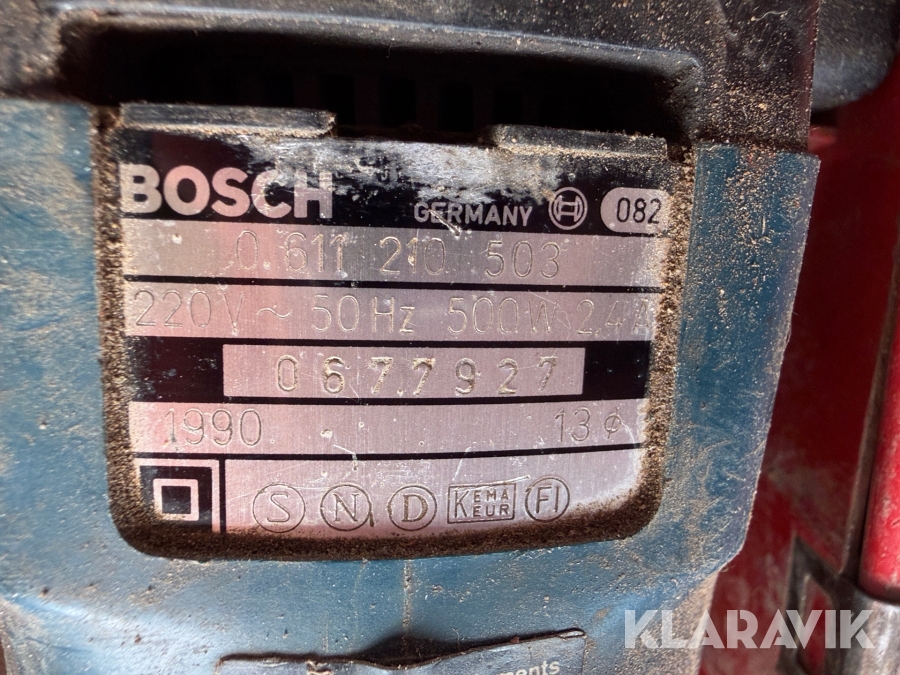 BOSCH GERMANY 082
0 611 210 503
220V ~ 50Hz 500W 2,4A
0677927
1990 13 ¢
S N D KEMA KEUR FI
ments
KLARAVIK